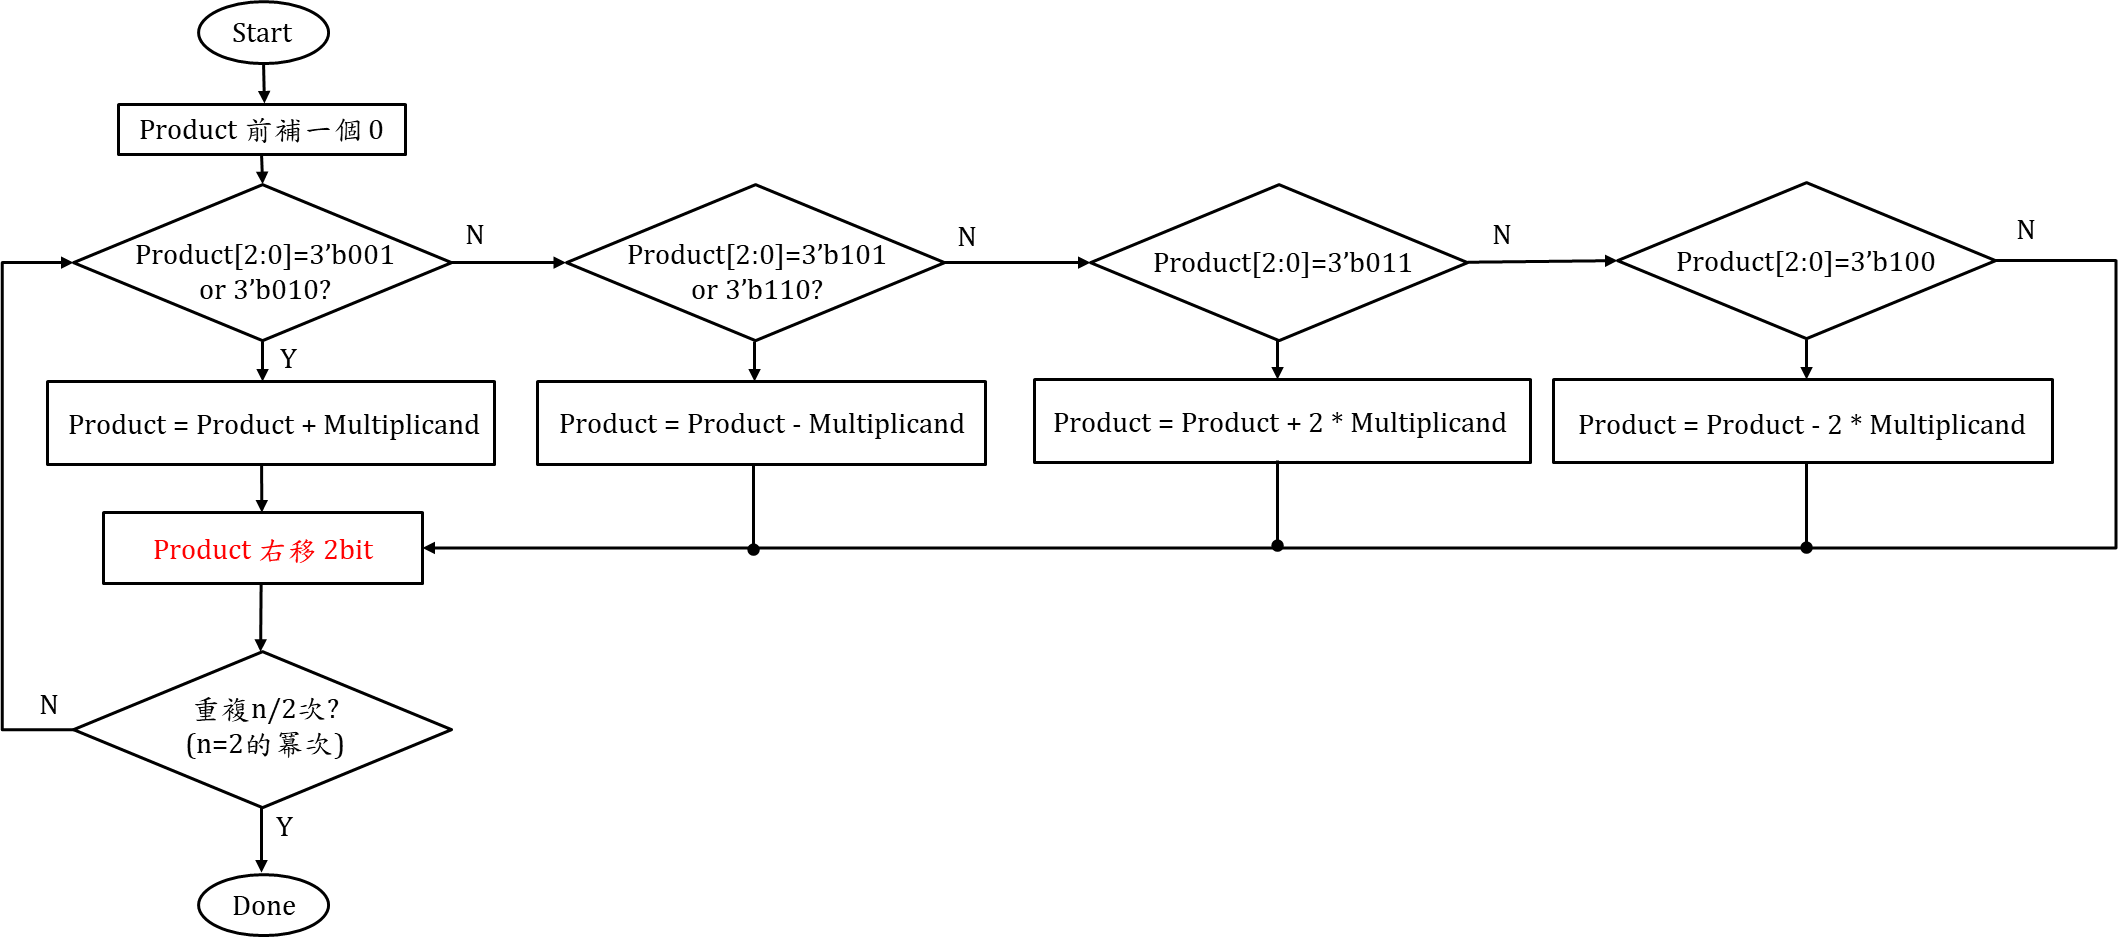 Start
Product 前補一個 0
Product[2:0]=3’b001
or 3’b010?
N
Product[2:0]=3’b101
or 3’b110?
N
Product[2:0]=3’b011
N
Product[2:0]=3’b100
N
Y
Product = Product + Multiplicand
Product = Product - Multiplicand
Product = Product + 2 * Multiplicand
Product = Product - 2 * Multiplicand
Product 右移 2bit
N
重複n/2次?
(n=2的冪次)
Y
Done